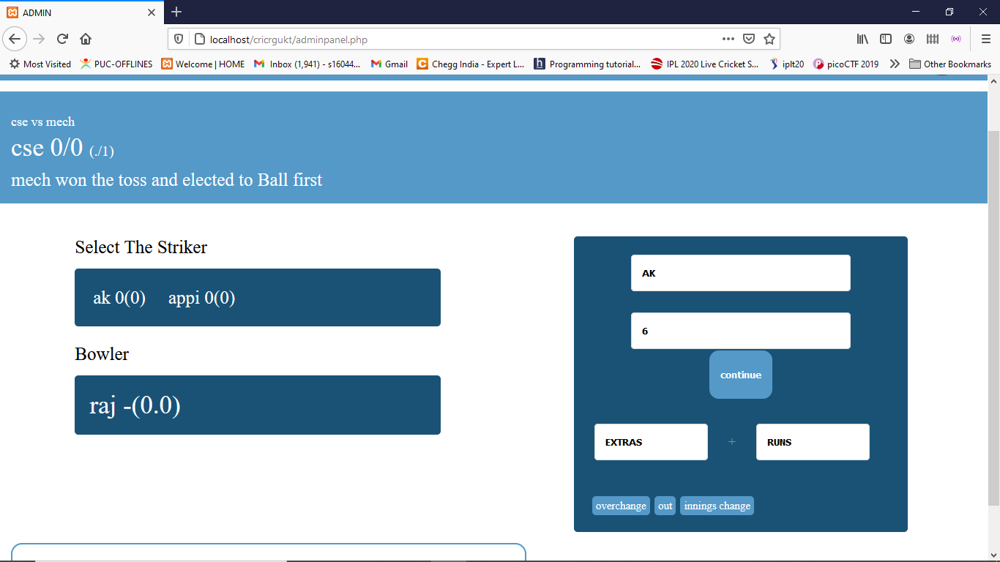 ADMIN
localhost/cricrgukt/adminpanel.php
Most Visited PUC-OFFLINES Welcome | HOME Inbox (1,941) - s16044... Gmail Chegg India - Expert L... Programming tutorial... IPL 2020 Live Cricket S... iplt20 picoCTF 2019 Other Bookmarks
cse vs mech
cse 0/0 (./1)
mech won the toss and elected to Ball first
Select The Striker
ak 0(0) appi 0(0)
Bowler
raj -(0.0)
AK
6
continue
EXTRAS + RUNS
overchange out innings change